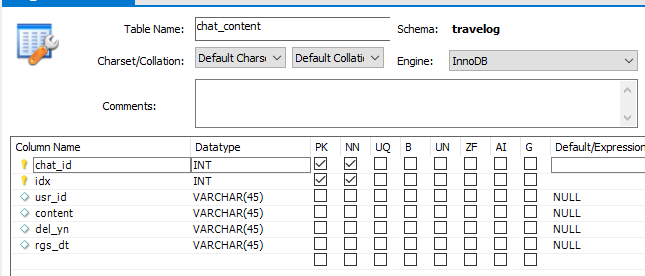 Table Name: chat_content Schema: travelog
Charset/Collation: Default Charse Default Collatic Engine: InnoDB
Comments:
Column Name Datatype PK NN UQ B UN ZF AI G Default/Expression
chat_id INT
idx INT
usr_id VARCHAR(45) NULL
content VARCHAR(45) NULL
del_yn VARCHAR(45) NULL
rgs_dt VARCHAR(45) NULL